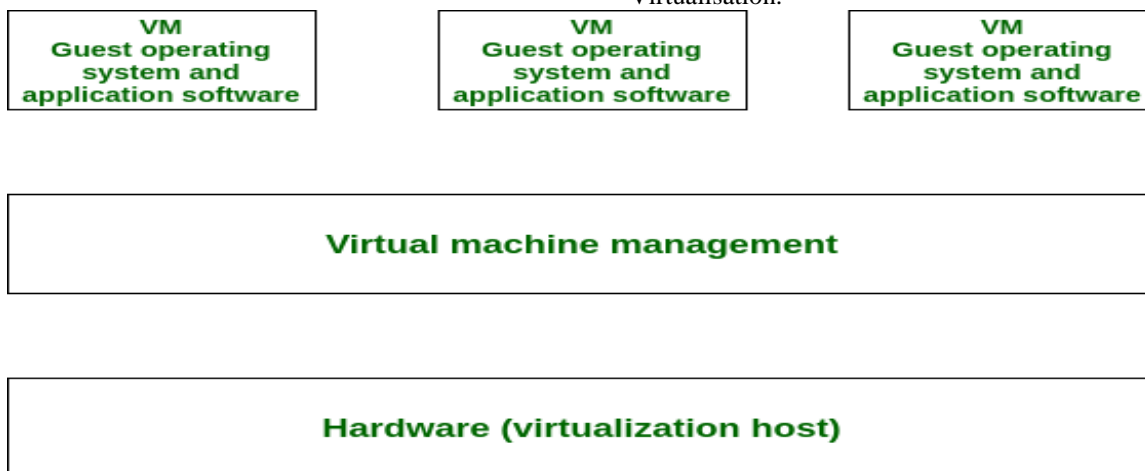 Virtualisation.
VM
Guest operating
system and
application software
VM
Guest operating
system and
application software
VM
Guest operating
system and
application software
Virtual machine management
Hardware (virtualization host)